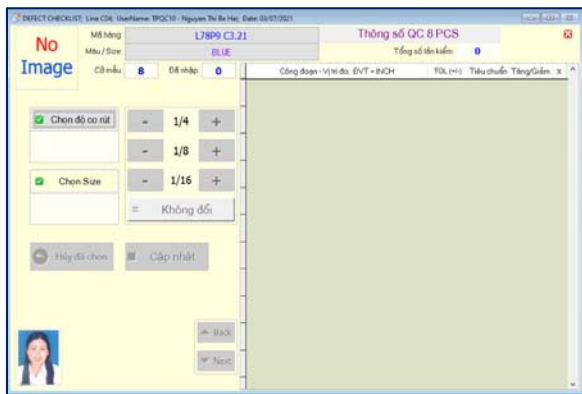 DEFECT CHECKLIST; Line C04; UserName: TPQC10 - Nguyen Thi Be Hai; Date: 03/07/2021
No Image
Mã hàng L78P9 C3.21
Màu / Size BLUE
Cỡ mẫu 8 Đã nhập 0
Thông số QC 8 PCS
Tổng số lần kiểm: 0
Công đoạn - Vị trí đo: ĐVT = INCH TOL (+/-) Tiêu chuẩn Tăng/Giảm X
Chọn độ co rút
- 1/4 +
- 1/8 +
Chọn Size
- 1/16 +
= Không đổi
Hủy đã chọn
Cập nhật
Back
Next